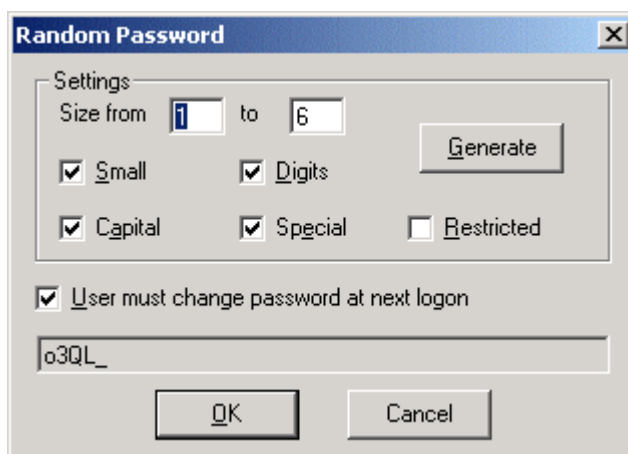 Random Password
Settings
Size from 1 to 6
Generate
Small Digits
Capital Special Restricted
User must change password at next logon
o3QL_
OK Cancel